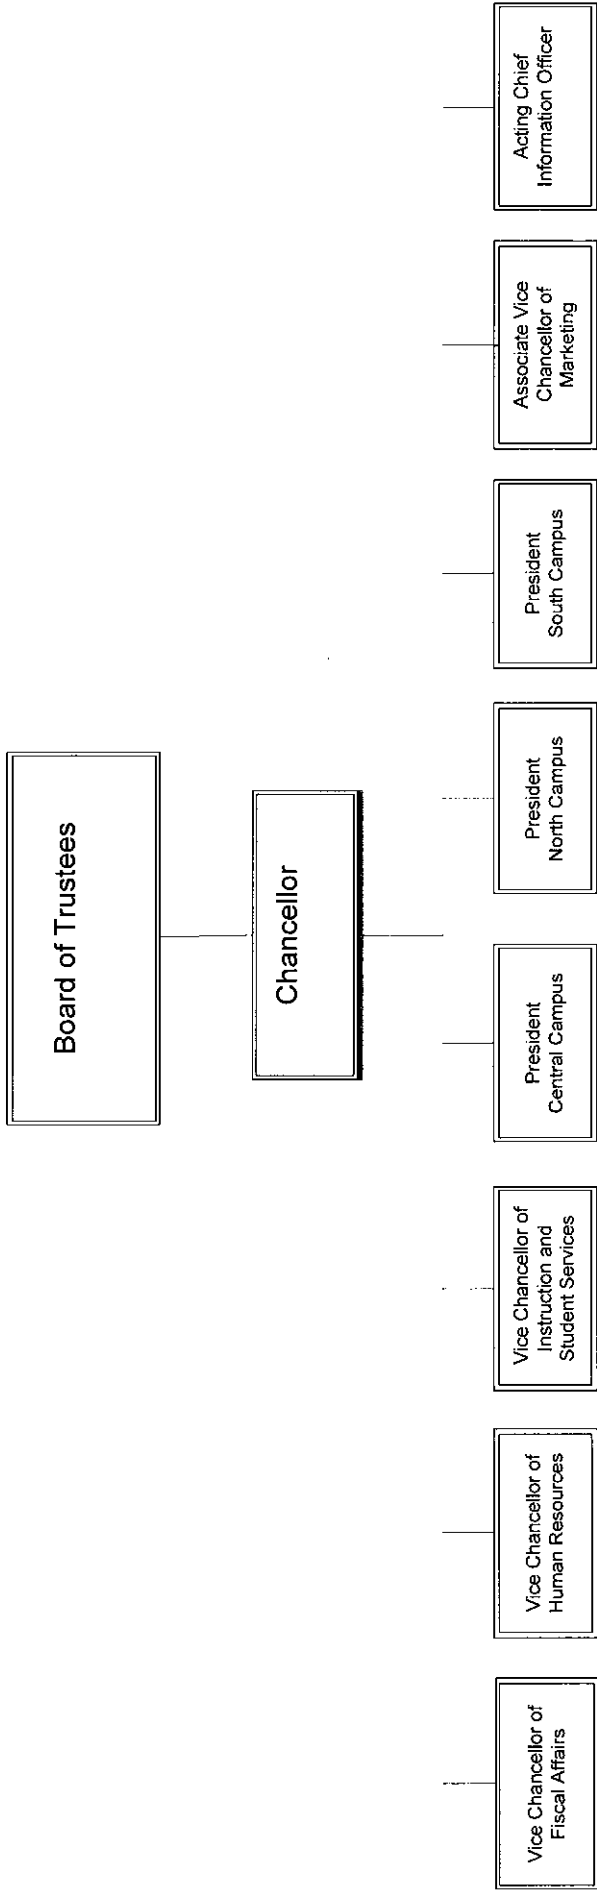 Board of Trustees
Chancellor
Vice Chancellor of
Fiscal Affairs
Vice Chancellor of
Human Resources
Vice Chancellor of
Instruction and
Student Services
President
Central Campus
President
North Campus
President
South Campus
Associate Vice
Chancellor of
Marketing
Acting Chief
Information Officer